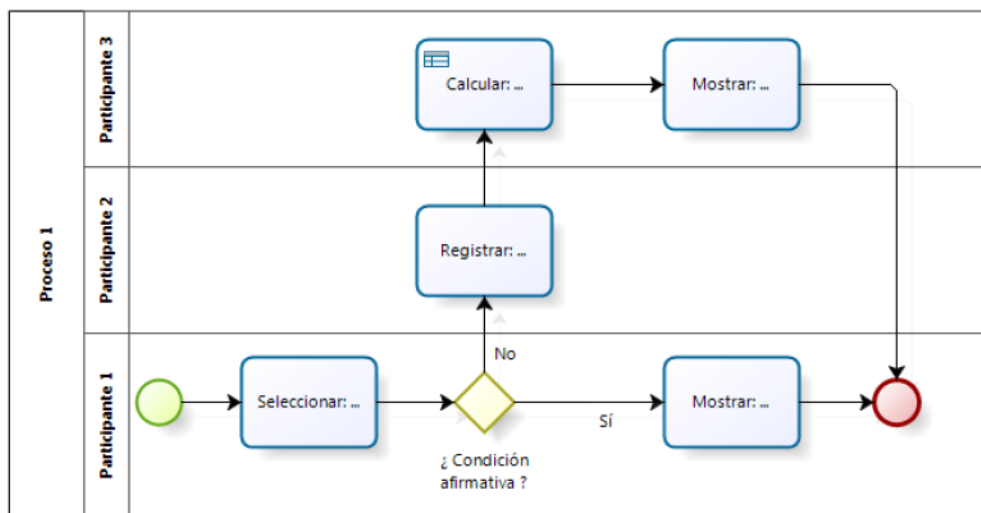 Proceso 1
Participante 3
Calcular: ...
Mostrar: ...
Participante 2
Registrar: ...
Participante 1
No
Seleccionar: ...
Sí
Mostrar: ...
¿ Condición
afirmativa ?